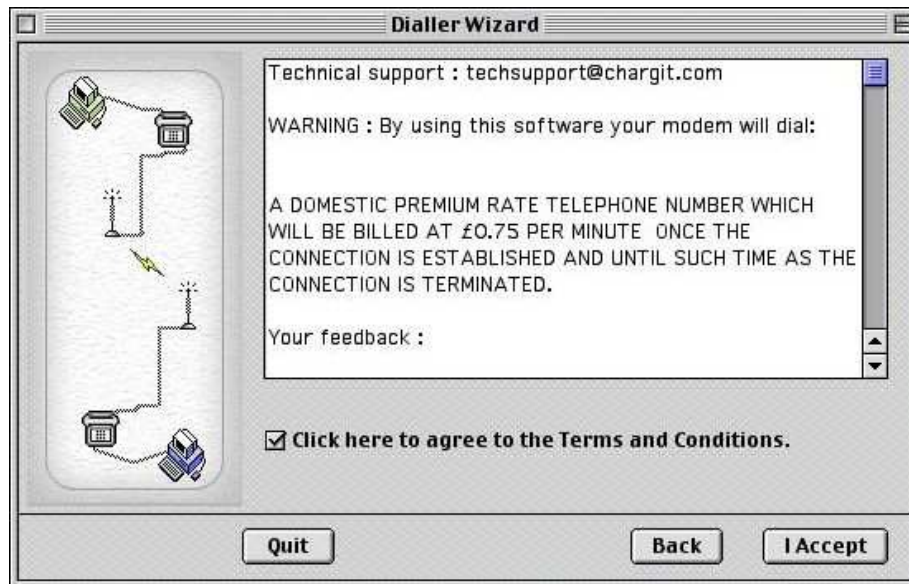 Dialler Wizard
Technical support : techsupport@chargit.com
WARNING : By using this software your modem will dial:
A DOMESTIC PREMIUM RATE TELEPHONE NUMBER WHICH
WILL BE BILLED AT £0.75 PER MINUTE  ONCE THE
CONNECTION IS ESTABLISHED AND UNTIL SUCH TIME AS THE
CONNECTION IS TERMINATED.
Your feedback :
Click here to agree to the Terms and Conditions.
Quit
Back
I Accept